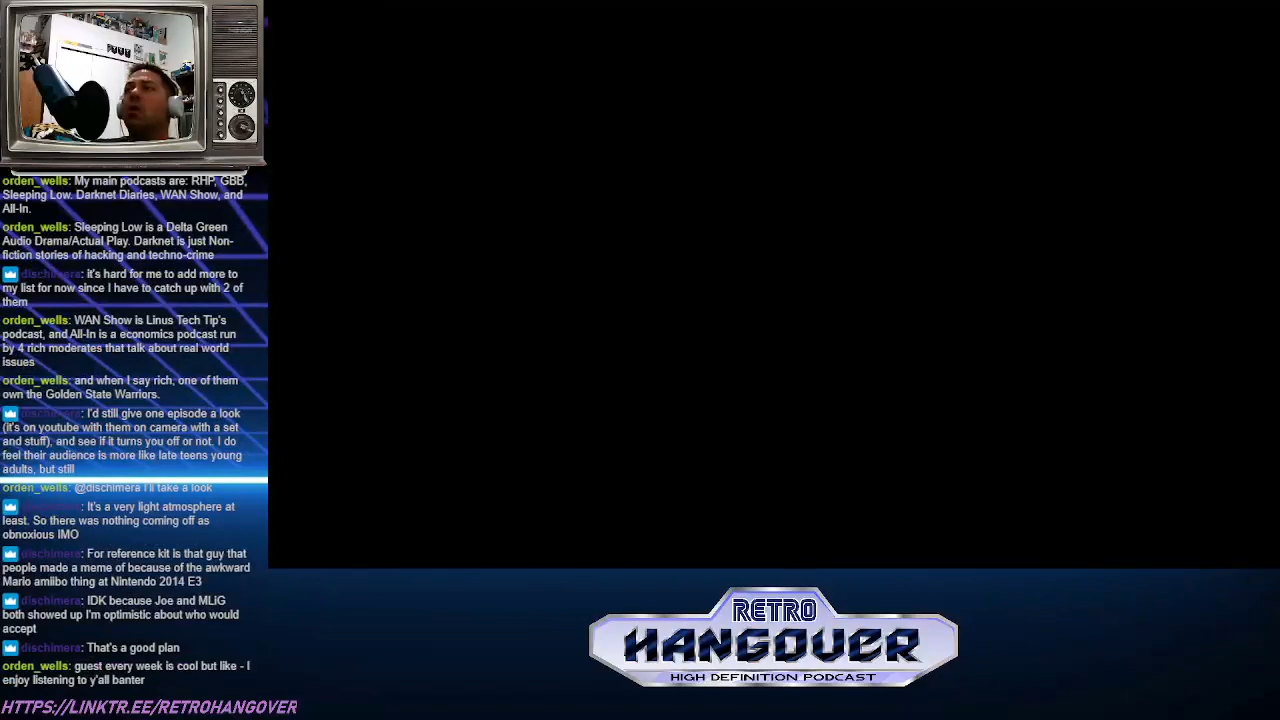 orden_wells: My main podcasts are: RHP, GBB,
Sleeping Low. Darknet Diaries, WAN Show, and
All-In.
orden_wells: Sleeping Low is a Delta Green
Audio Drama/Actual Play. Darknet is just Non-
fiction stories of hacking and techno-crime
dischimera: it's hard for me to add more to
my list for now since I have to catch up with 2 of
them
orden_wells: WAN Show is Linus Tech Tip's
podcast, and All-In is a economics podcast run
by 4 rich moderates that talk about real world
issues
orden_wells: and when I say rich, one of them
own the Golden State Warriors.
dischimera: I'd still give one episode a look
(it's on youtube with them on camera with a set
and stuff), and see if it turns you off or not. I do
feel their audience is more like late teens young
adults, but still
orden_wells: @dischimera I'll take a look
dischimera: It's a very light atmosphere at
least. So there was nothing coming off as
obnoxious IMO
dischimera: For reference kit is that guy that
people made a meme of because of the awkward
Mario amiibo thing at Nintendo 2014 E3
dischimera: IDK because Joe and MLiG
both showed up I'm optimistic about who would
accept
dischimera: That's a good plan
orden_wells: guest every week is cool but like - I
enjoy listening to y'all banter
HTTPS://LINKTR.EE/RETROHANGOVER
RETRO
HANGOVER
HIGH DEFINITION PODCAST